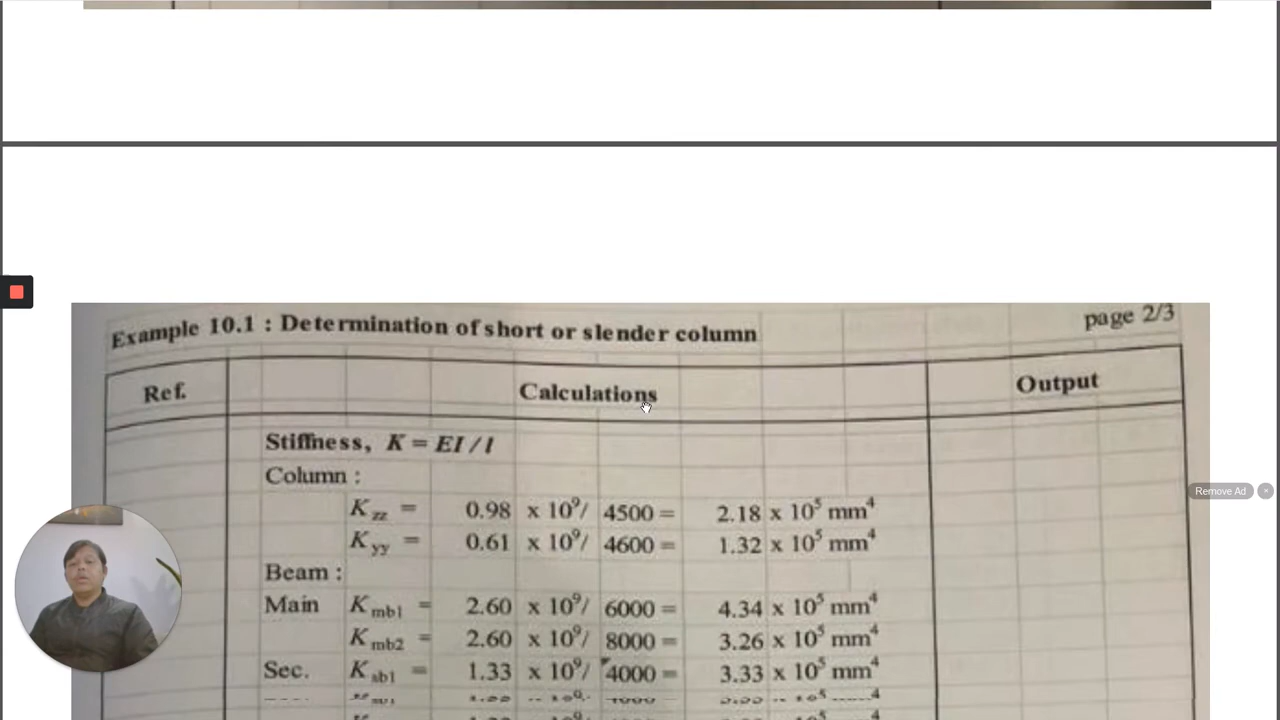 Example 10.1 : Determination of short or slender column
page 2/3
Ref.
Calculations
Output
Stiffness, K = EI / l
Column :
K zz = 0.98 x 10⁹/ 4500 = 2.18 x 10⁵ mm⁴
K yy = 0.61 x 10⁹/ 4600 = 1.32 x 10⁵ mm⁴
Beam :
Main K mb1 = 2.60 x 10⁹/ 6000 = 4.34 x 10⁵ mm⁴
K mb2 = 2.60 x 10⁹/ 8000 = 3.26 x 10⁵ mm⁴
Sec. K sb1 = 1.33 x 10⁹/ 4000 = 3.33 x 10⁵ mm⁴
Remove Ad